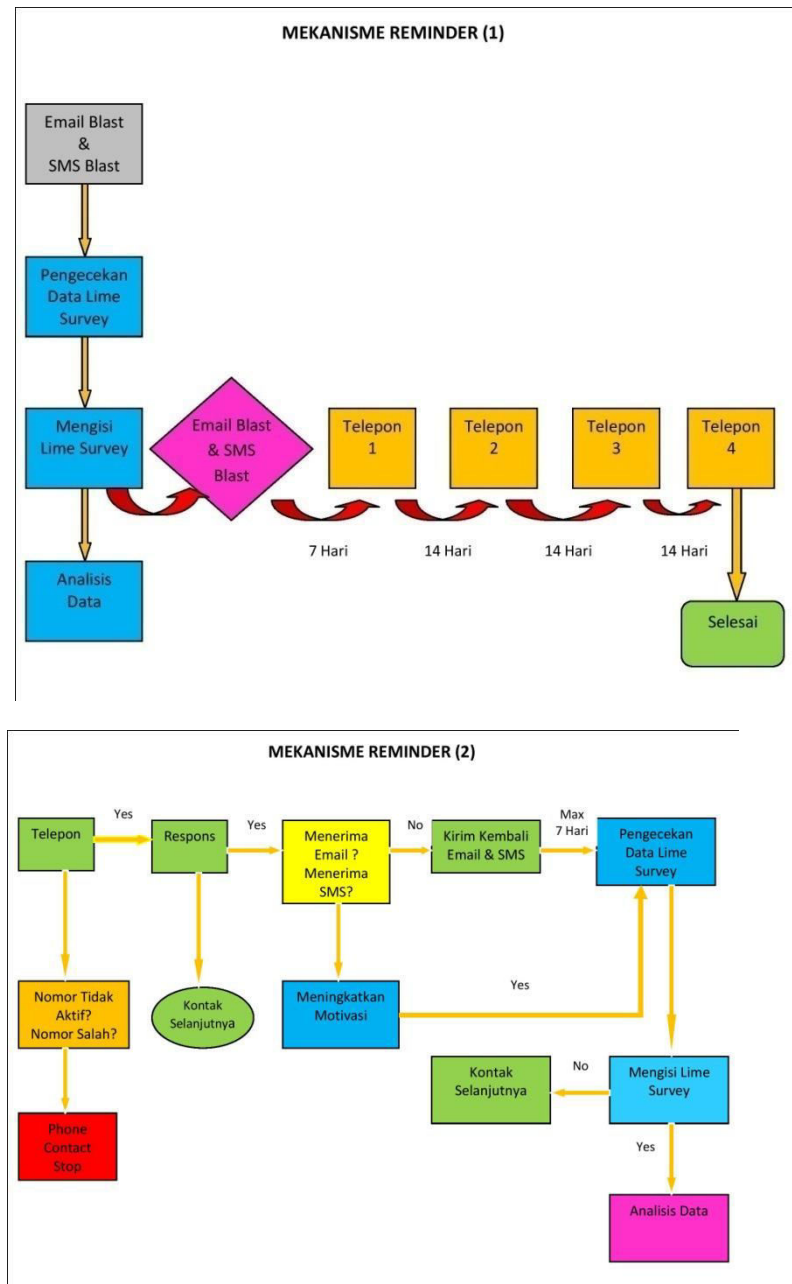 MEKANISME REMINDER (1)
Email Blast
&
SMS Blast
Pengecekan
Data Lime
Survey
Mengisi
Lime Survey
Email Blast
& SMS
Blast
Telepon
1
Telepon
2
Telepon
3
Telepon
4
7 Hari
14 Hari
14 Hari
14 Hari
Analisis
Data
Selesai
MEKANISME REMINDER (2)
Telepon
Yes
Respons
Yes
Menerima
Email ?
Menerima
SMS?
No
Kirim Kembali
Email & SMS
Max
7 Hari
Pengecekan
Data Lime
Survey
Nomor Tidak
Aktif?
Nomor Salah?
Kontak
Selanjutnya
Meningkatkan
Motivasi
Yes
Kontak
Selanjutnya
No
Mengisi Lime
Survey
Phone
Contact
Stop
Yes
Analisis Data